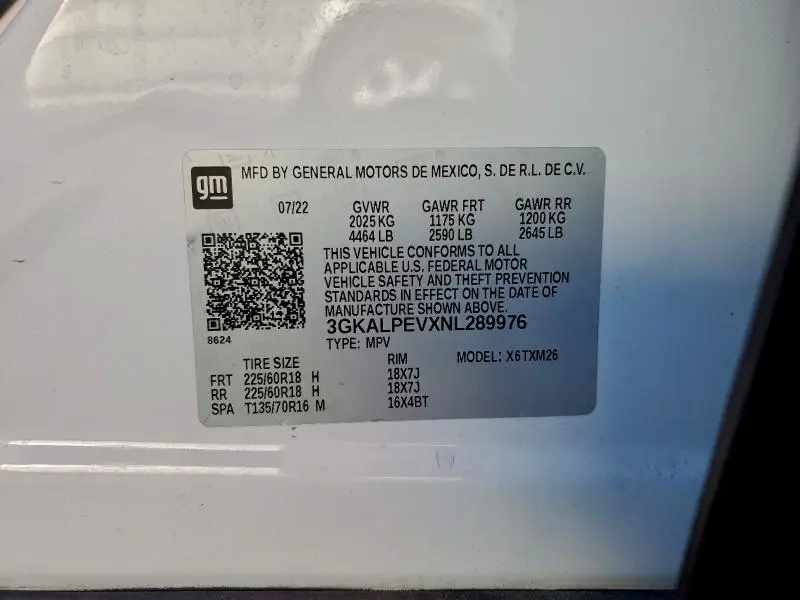 gm
MFD BY GENERAL MOTORS DE MEXICO, S. DE R.L. DE C.V.
07/22 GVWR GAWR FRT GAWR RR
2025 KG 1175 KG 1200 KG
4464 LB 2590 LB 2645 LB
THIS VEHICLE CONFORMS TO ALL
APPLICABLE U.S. FEDERAL MOTOR
VEHICLE SAFETY AND THEFT PREVENTION
STANDARDS IN EFFECT ON THE DATE OF
MANUFACTURE SHOWN ABOVE.
3GKALPEVXNL289976
8624
TYPE: MPV MODEL: X6TXM26
TIRE SIZE RIM
FRT 225/60R18 H 18X7J
RR 225/60R18 H 18X7J
SPA T135/70R16 M 16X4BT